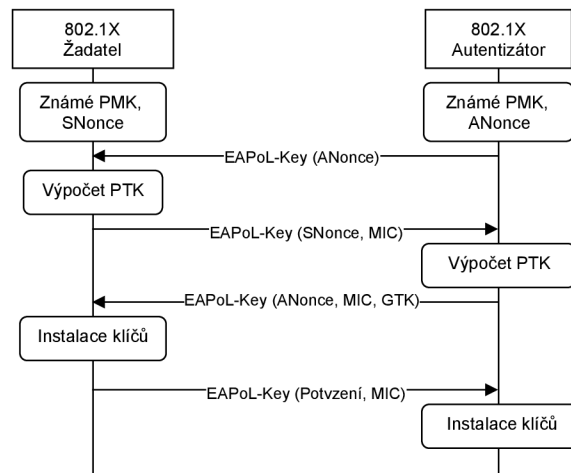 802.1X
Žadatel
802.1X
Autentizátor
Známé PMK,
SNonce
Známé PMK,
ANonce
EAPoL-Key (ANonce)
Výpočet PTK
EAPoL-Key (SNonce, MIC)
Výpočet PTK
EAPoL-Key (ANonce, MIC, GTK)
Instalace klíčů
EAPoL-Key (Potvzení, MIC)
Instalace klíčů